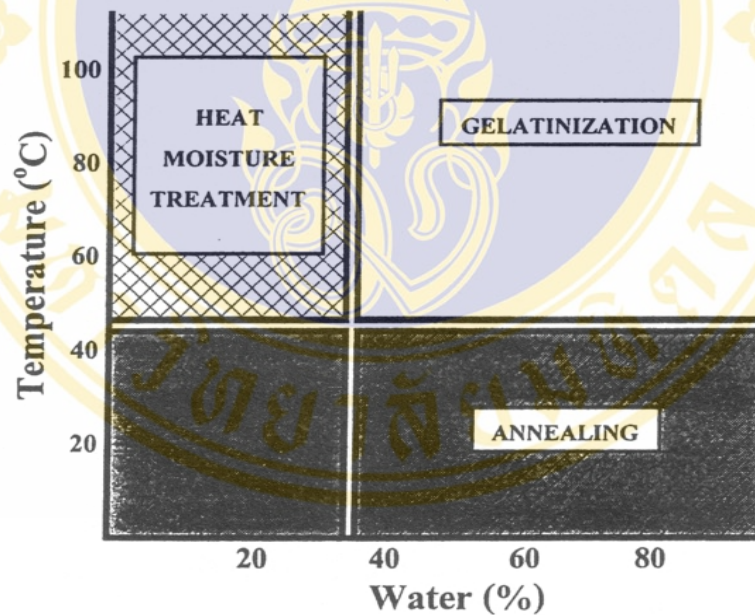 100
80
60
40
20
Temperature (°C)
HEAT
MOISTURE
TREATMENT
GELATINIZATION
ANNEALING
20
40
60
80
Water (%)